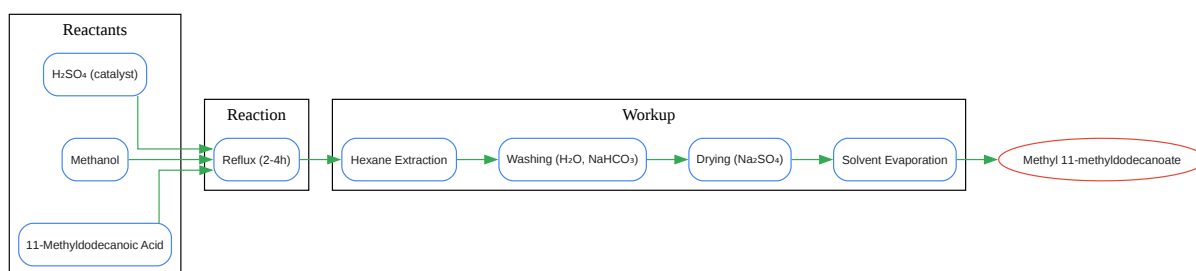 Reactants
H₂SO₄ (catalyst)
Methanol
11-Methyldodecanoic Acid
Reaction
Reflux (2-4h)
Workup
Hexane Extraction
Washing (H₂O, NaHCO₃)
Drying (Na₂SO₄)
Solvent Evaporation
Methyl 11-methyldodecanoate